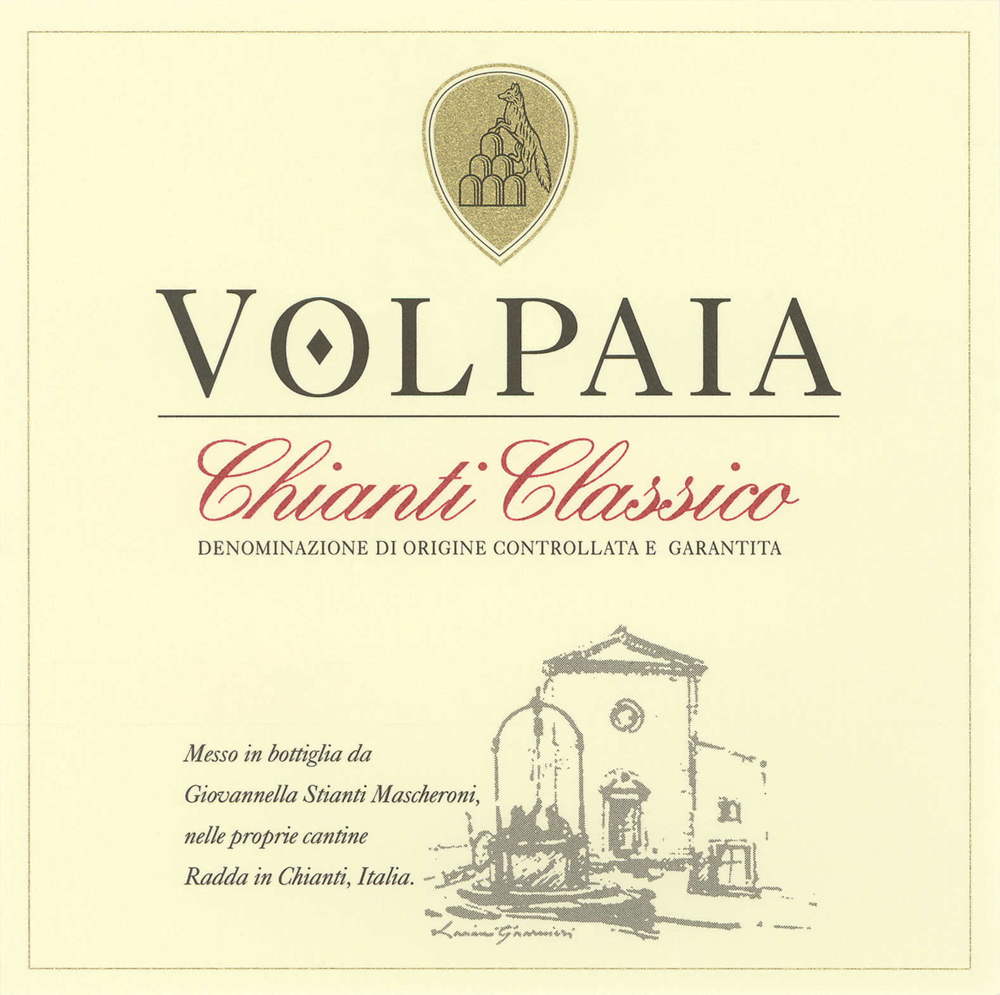 VOLPAIA
Chianti Classico
DENOMINAZIONE DI ORIGINE CONTROLLATA E GARANTITA
Messo in bottiglia da
Giovannella Stianti Mascheroni,
nelle proprie cantine
Radda in Chianti, Italia.